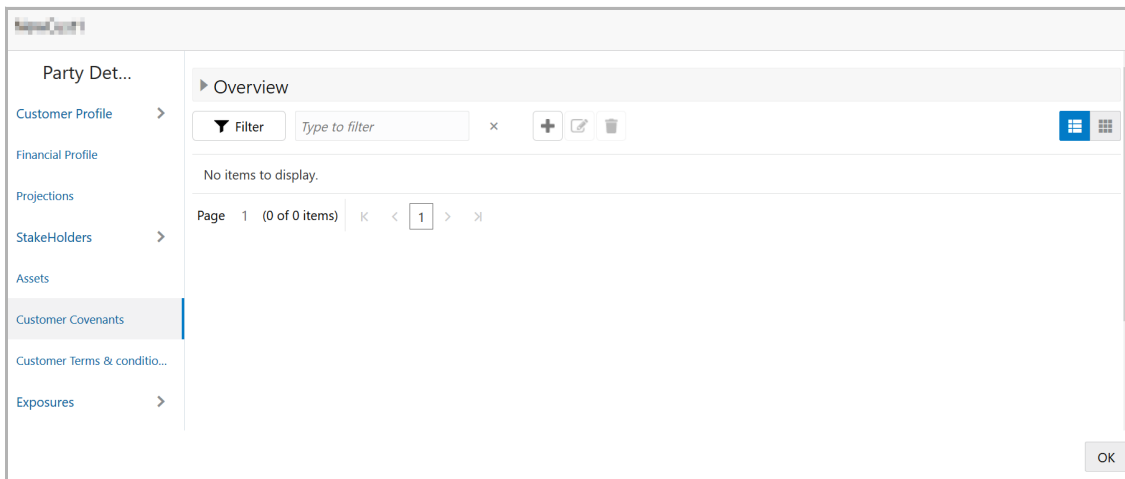 Party Det...
Customer Profile
Financial Profile
Projections
StakeHolders
Assets
Customer Covenants
Customer Terms & conditio...
Exposures
Overview
Filter Type to filter
No items to display.
Page 1 (0 of 0 items) 1
OK